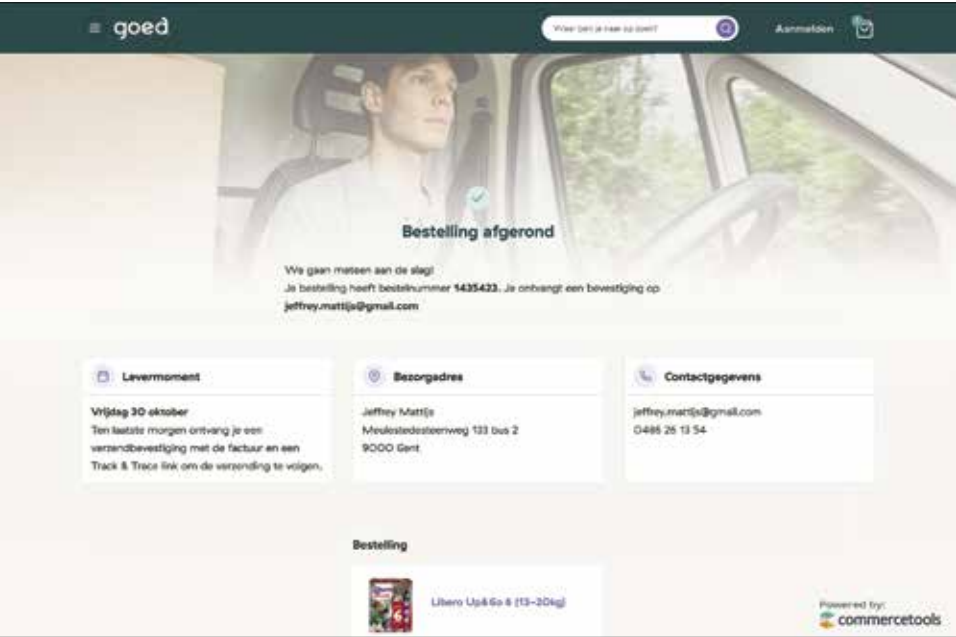 goed
Waar ben je naar op zoek?
Aanmelden
Bestelling afgerond
We gaan meteen aan de slag!
Je bestelling heeft bestelnummer 1435423. Je ontvangt een bevestiging op
jeffrey.mattijs@gmail.com
Levermoment
Bezorgadres
Contactgegevens
Vrijdag 30 oktober
Ten laatste morgen ontvang je een
verzendbevestiging met de factuur en een
Track & Trace link om de verzending te volgen.
Jeffrey Mattijs
Meulestedesteenweg 133 bus 2
9000 Gent
jeffrey.mattijs@gmail.com
0486 26 13 54
Bestelling
Libero Up&Go 6 (13-20kg)
Powered by:
commercetools